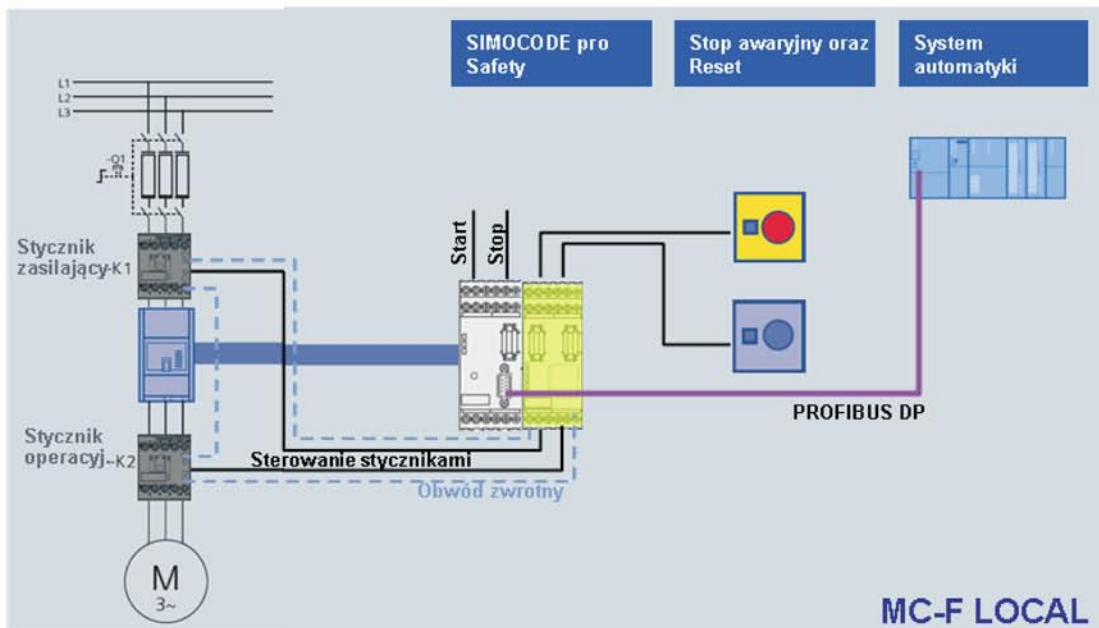 SIMOCODE pro
Safety
Stop awaryjny oraz
Reset
System
automatyki
L1
L2
L3
-Q1
Start
Stop
Stycznik
zasilający-K1
PROFIBUS DP
Stycznik
operacyj.-K2
Sterowanie stycznikami
Obwód zwrotny
M
3~
MC-F LOCAL